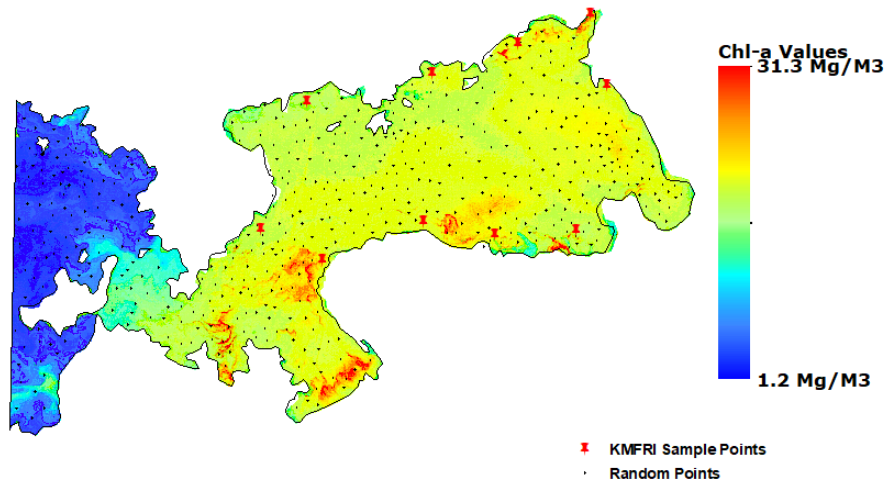 Chl-a Values
31.3 Mg/M3
1.2 Mg/M3
KMFRI Sample Points
Random Points